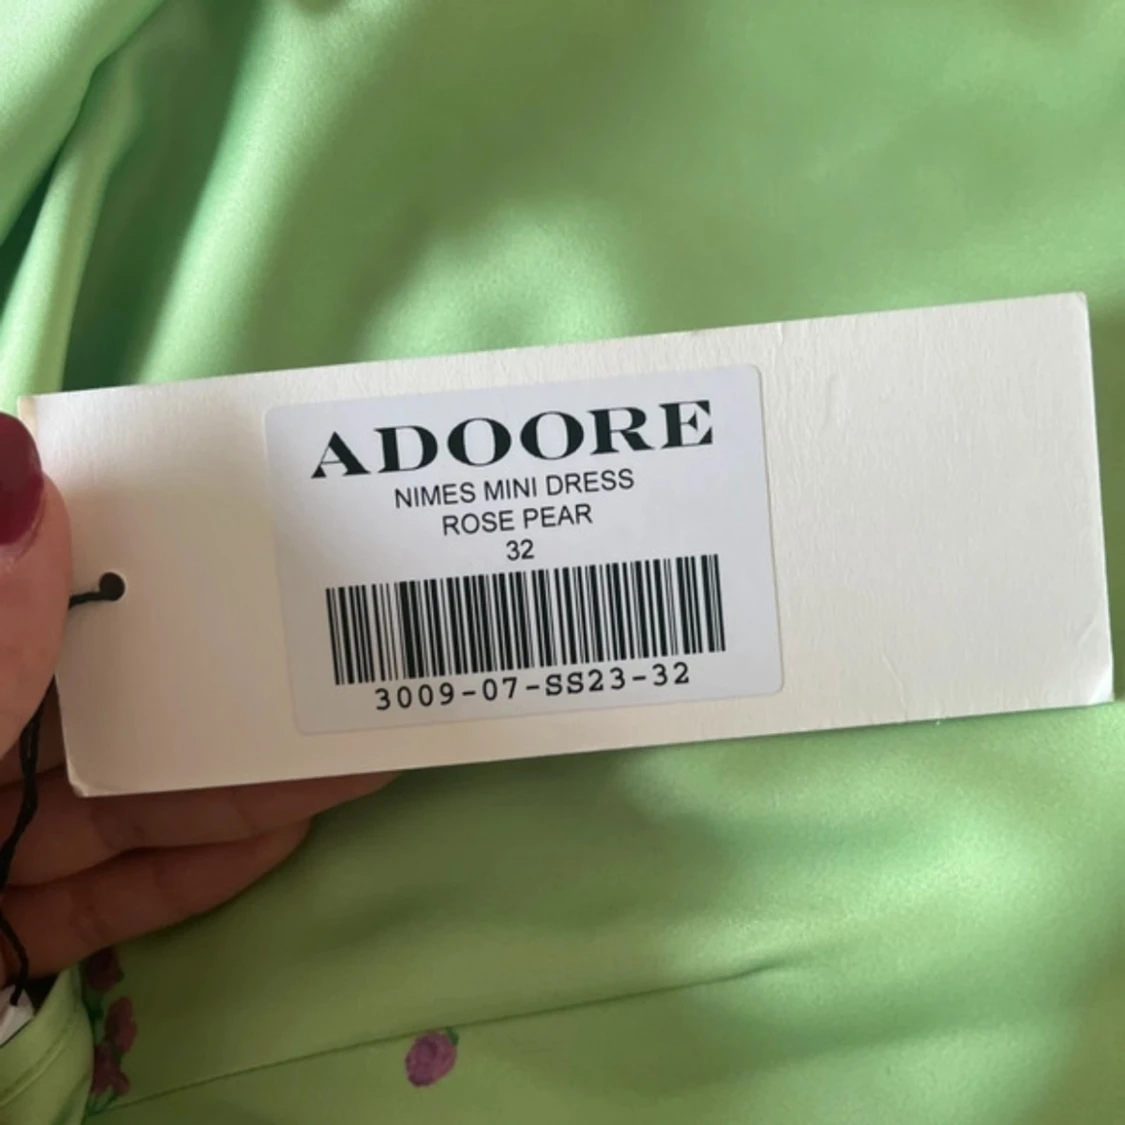 ADOORE
NIMES MINI DRESS
ROSE PEAR
32
3009-07-SS23-32